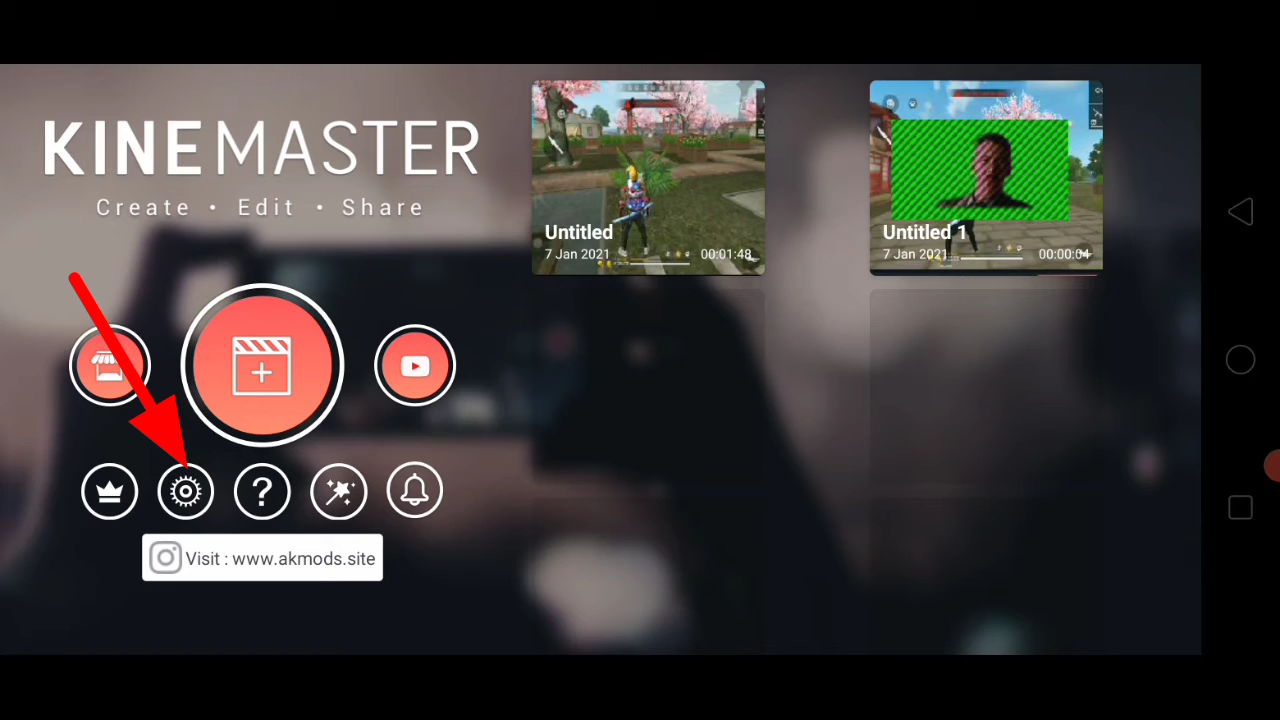 KINEMASTER
Create • Edit • Share
Untitled
7 Jan 2021 00:01:48
Untitled 1
7 Jan 2021 00:00:04
?
Visit : www.akmods.site